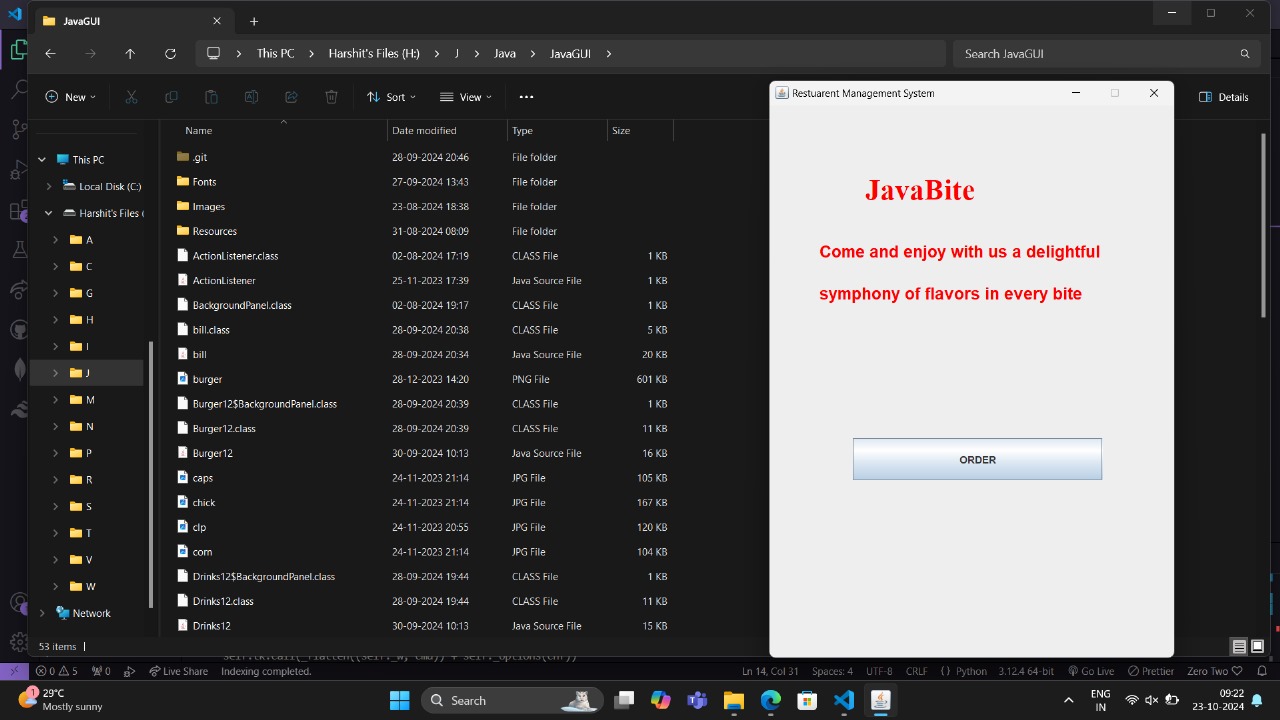 JavaGUI
This PC
Harshit's Files (H:)
J
Java
JavaGUI
Search JavaGUI
New
Sort
View
Details
Restuarent Management System
Name
Date modified
Type
Size
This PC
Local Disk (C:)
Harshit's Files (
A
C
G
H
I
J
M
N
P
R
S
T
V
W
Network
.git 28-09-2024 20:46 File folder
Fonts 27-09-2024 13:43 File folder
Images 23-08-2024 18:38 File folder
Resources 31-08-2024 08:09 File folder
ActionListener.class 02-08-2024 17:19 CLASS File 1 KB
ActionListener 25-11-2023 17:39 Java Source File 1 KB
BackgroundPanel.class 02-08-2024 19:17 CLASS File 1 KB
bill.class 28-09-2024 20:38 CLASS File 5 KB
bill 28-09-2024 20:34 Java Source File 20 KB
burger 28-12-2023 14:20 PNG File 601 KB
Burger12$BackgroundPanel.class 28-09-2024 20:39 CLASS File 1 KB
Burger12.class 28-09-2024 20:39 CLASS File 11 KB
Burger12 30-09-2024 10:13 Java Source File 16 KB
caps 24-11-2023 21:14 JPG File 105 KB
chick 24-11-2023 21:14 JPG File 167 KB
clp 24-11-2023 20:55 JPG File 120 KB
corn 24-11-2023 21:14 JPG File 104 KB
Drinks12$BackgroundPanel.class 28-09-2024 19:44 CLASS File 1 KB
Drinks12.class 28-09-2024 19:44 CLASS File 11 KB
Drinks12 30-09-2024 10:13 Java Source File 15 KB
JavaBite
Come and enjoy with us a delightful
symphony of flavors in every bite
ORDER
53 items
0 5 0 Live Share Indexing completed. Ln 14, Col 31 Spaces: 4 UTF-8 CRLF Python 3.12.4 64-bit Go Live Prettier Zero Two
1
29°C
Mostly sunny
Search
ENG
IN
09:22
23-10-2024